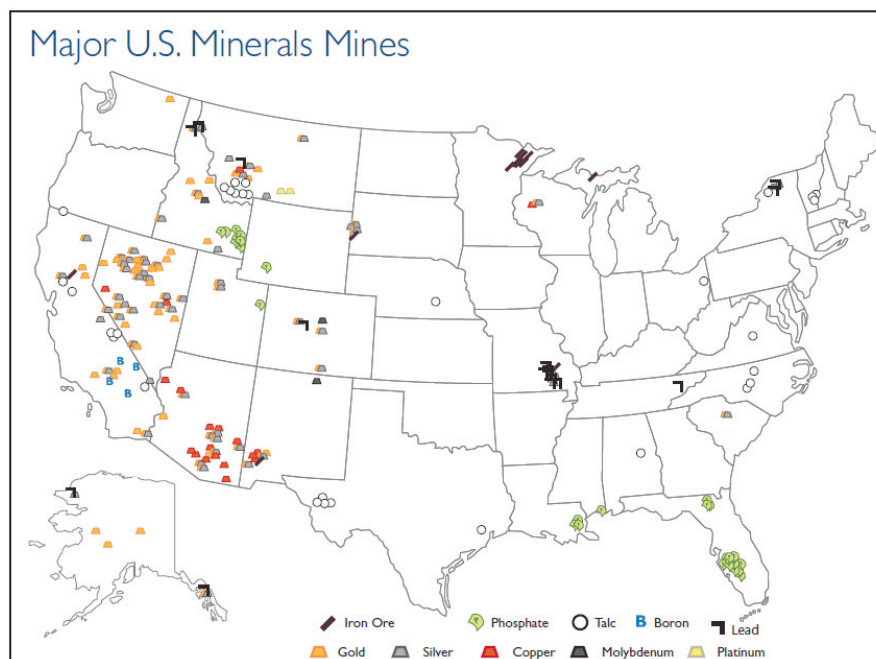 Major U.S. Minerals Mines
B
B
B
B
Iron Ore Phosphate Talc B Boron Lead
Gold Silver Copper Molybdenum Platinum